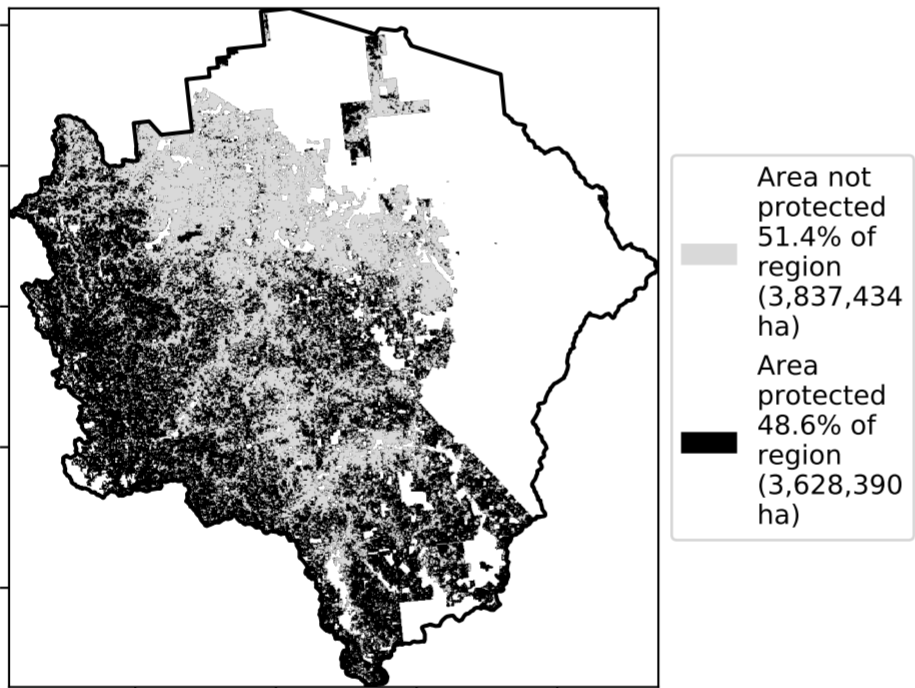 Area not
protected
51.4% of
region
(3,837,434
ha)
Area
protected
48.6% of
region
(3,628,390
ha)